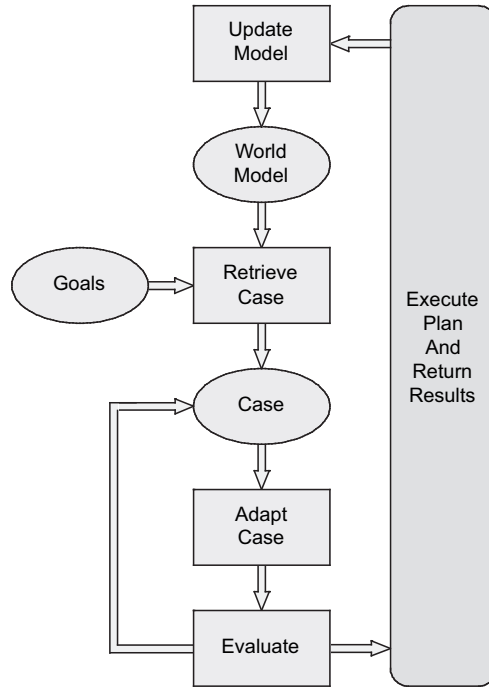 Update
Model
World
Model
Goals
Retrieve
Case
Execute
Plan
And
Return
Results
Case
Adapt
Case
Evaluate